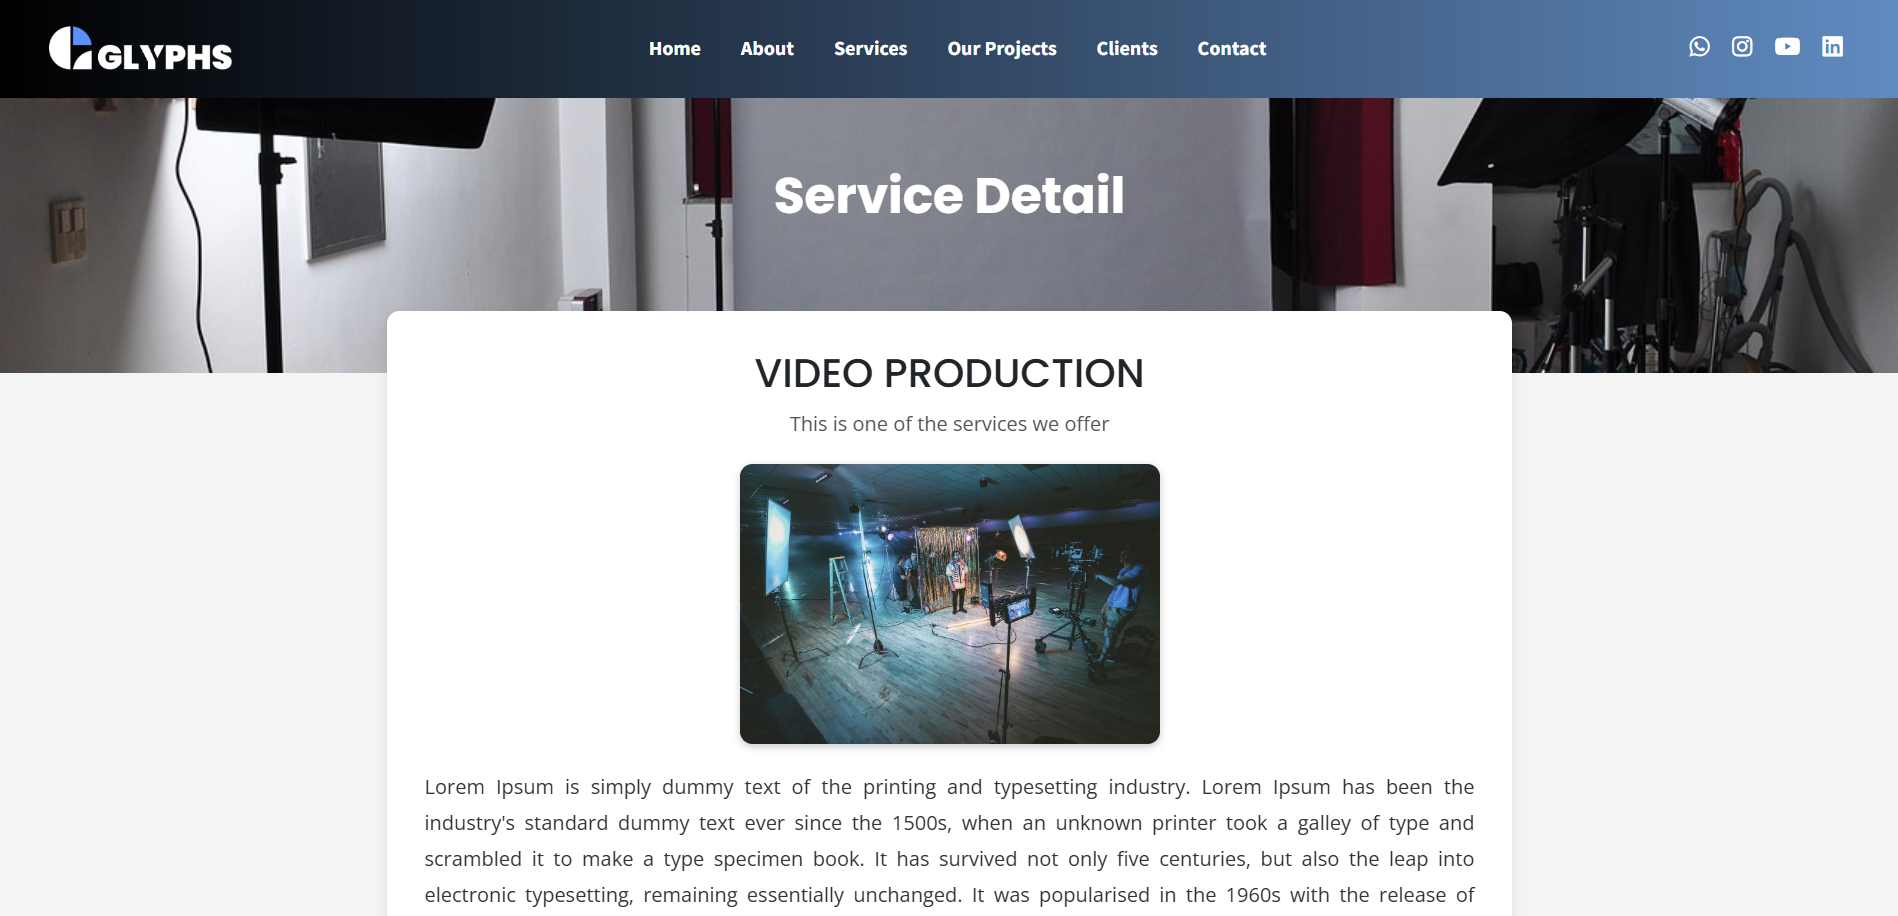 GLYPHS
Home About Services Our Projects Clients Contact
Service Detail
VIDEO PRODUCTION
This is one of the services we offer
Lorem Ipsum is simply dummy text of the printing and typesetting industry. Lorem Ipsum has been the
industry's standard dummy text ever since the 1500s, when an unknown printer took a galley of type and
scrambled it to make a type specimen book. It has survived not only five centuries, but also the leap into
electronic typesetting, remaining essentially unchanged. It was popularised in the 1960s with the release of